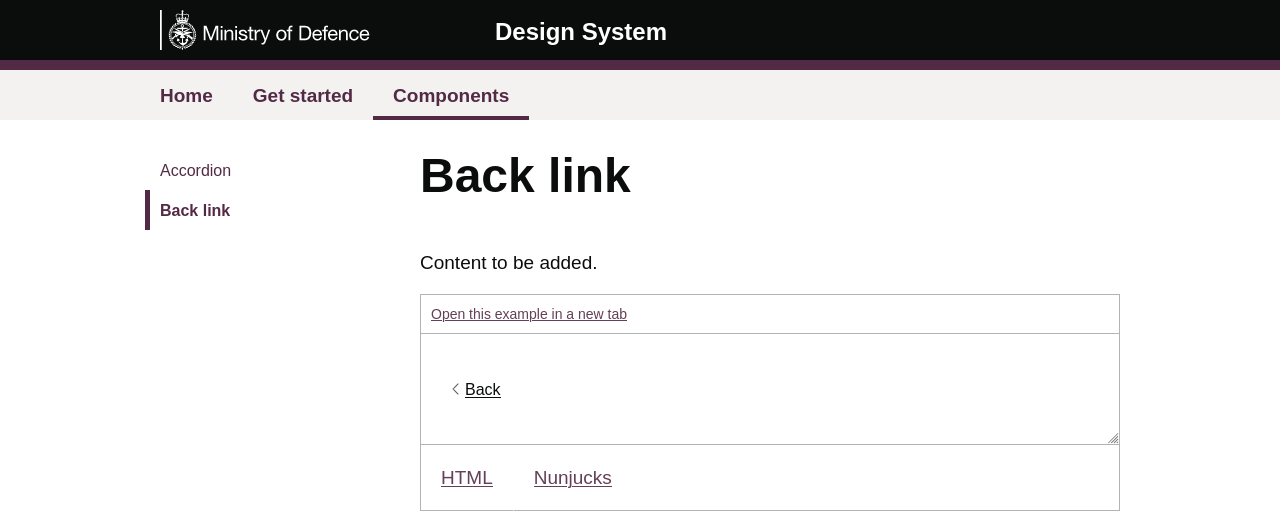 Ministry of Defence
Design System
Home Get started Components
Accordion
Back link
Back link
Content to be added.
Open this example in a new tab
Back
HTML Nunjucks